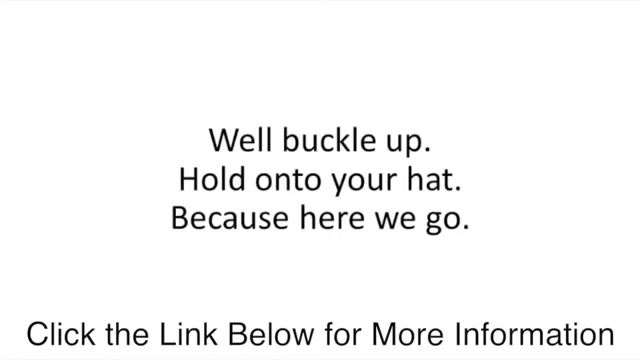 Well buckle up.
Hold onto your hat.
Because here we go.
Click the Link Below for More Information